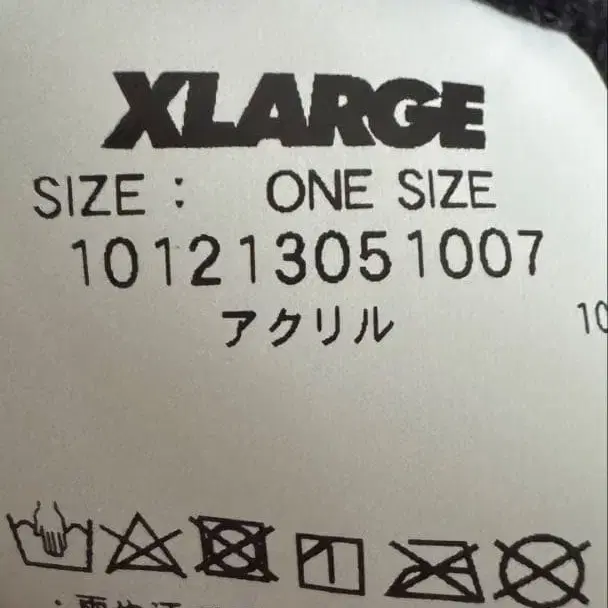 XLARGE
SIZE : ONE SIZE
101213051007
アクリル 10